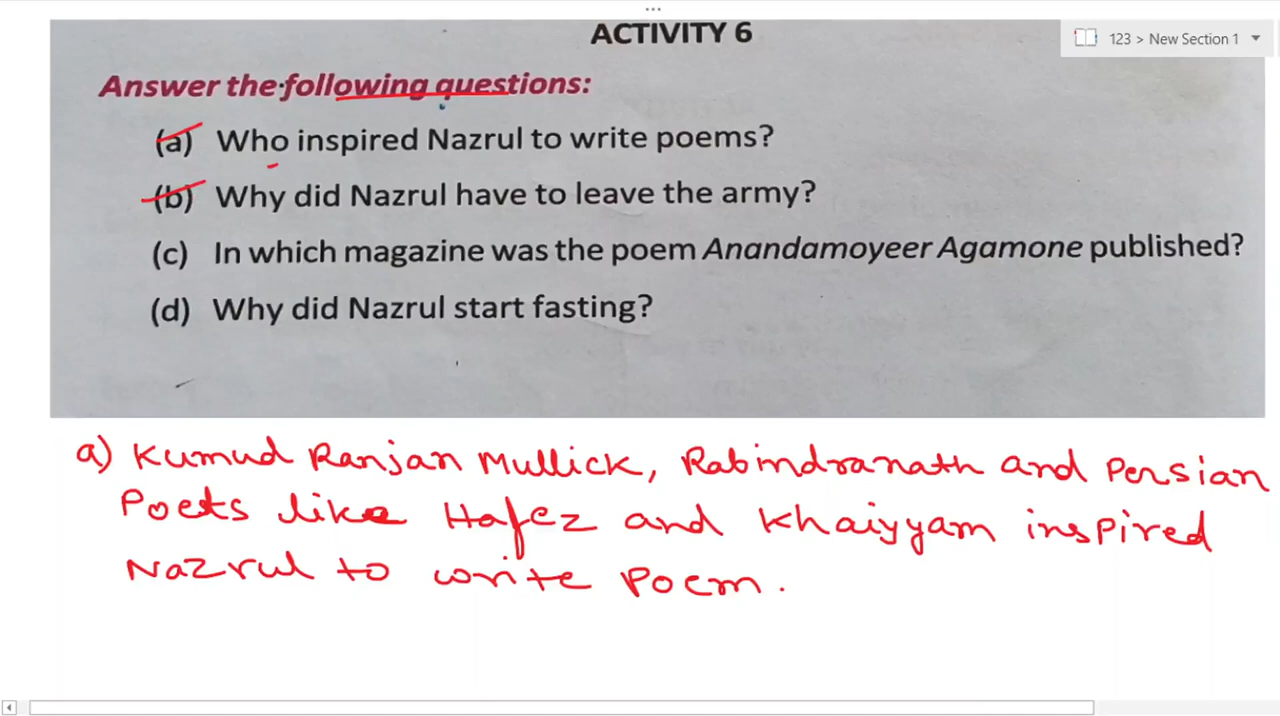 ACTIVITY 6
123 > New Section 1
Answer the following questions:
(a) Who inspired Nazrul to write poems?
(b) Why did Nazrul have to leave the army?
(c) In which magazine was the poem Anandamoyeer Agamone published?
(d) Why did Nazrul start fasting?
a) Kumud Ranjan Mullick, Rabindranath and Persian
Poets like Hafez and Khaiyyam inspired
Nazrul to write Poem.